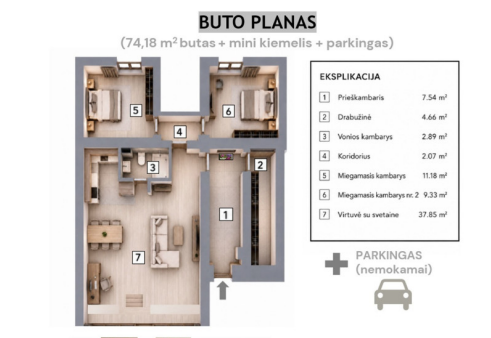 BUTO PLANAS
(74,18 m² butas + mini kiemelis + parkingas)
EKSPLIKACIJA
1 Prieškambaris 7.54 m²
2 Drabužinė 4.66 m²
3 Vonios kambarys 2.89 m²
4 Koridorius 2.07 m²
5 Miegamasis kambarys 11.18 m²
6 Miegamasis kambarys nr. 2 9.33 m²
7 Virtuvė su svetaine 37.85 m²
5
6
4
3
2
1
7
+ PARKINGAS
(nemokamai)